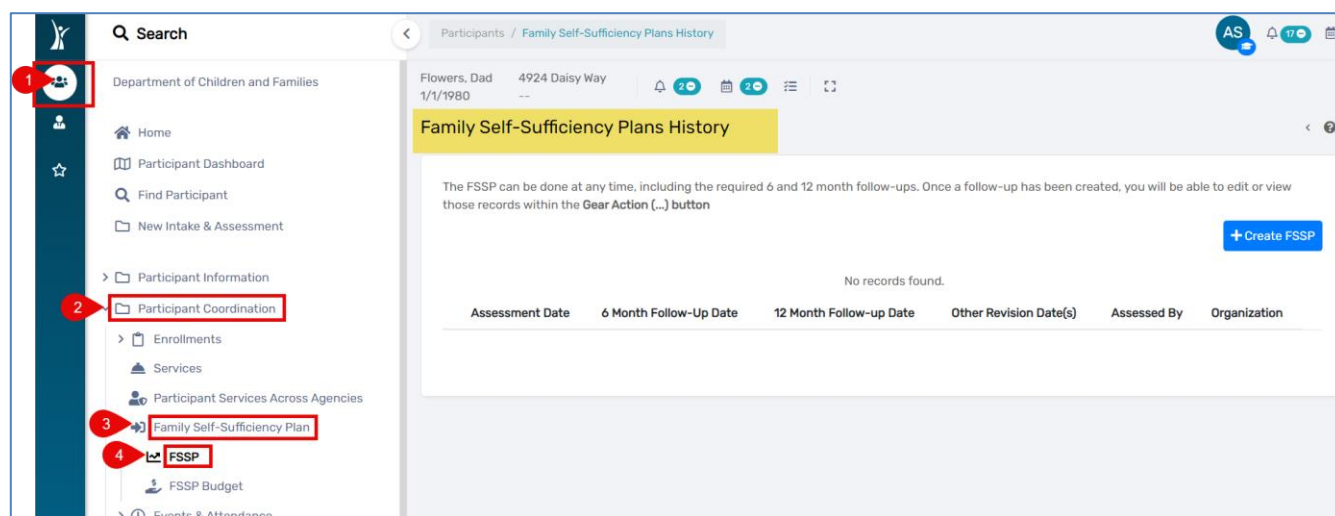 Search
Participants / Family Self-Sufficiency Plans History
AS
17
1
Department of Children and Families
Flowers, Dad
1/1/1980
4924 Daisy Way
--
2
2
Family Self-Sufficiency Plans History
Home
Participant Dashboard
Find Participant
New Intake & Assessment
Participant Information
2
Participant Coordination
Enrollments
Services
Participant Services Across Agencies
3
Family Self-Sufficiency Plan
4
FSSP
FSSP Budget
Events & Attendance
The FSSP can be done at any time, including the required 6 and 12 month follow-ups. Once a follow-up has been created, you will be able to edit or view
those records within the Gear Action (...) button
+ Create FSSP
No records found.
Assessment Date 6 Month Follow-Up Date 12 Month Follow-up Date Other Revision Date(s) Assessed By Organization